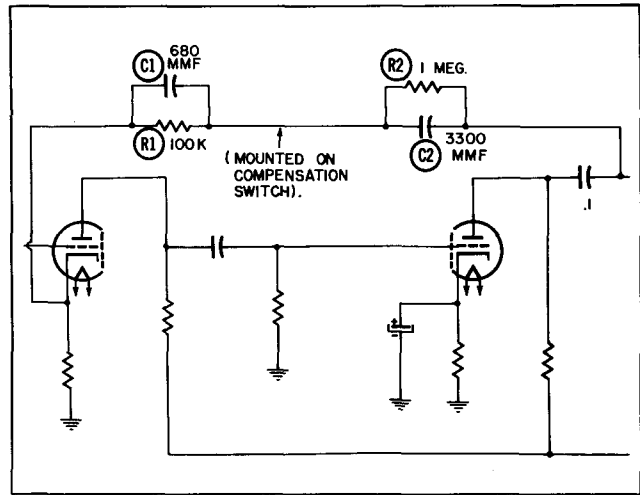 C1 680
MMF
R1 100K
R2 1 MEG.
3300
C2 MMF
(MOUNTED ON
COMPENSATION
SWITCH).
.1
+
-